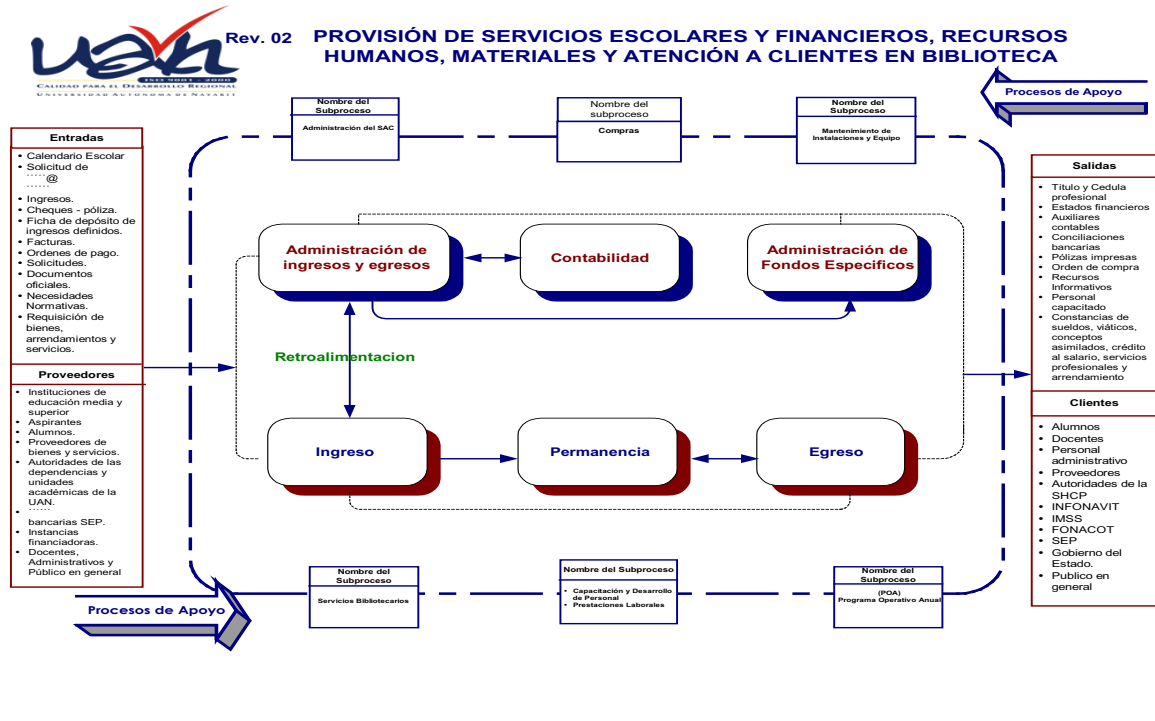 uan
ISO 9001 - 2000
CALIDAD PARA EL DESARROLLO REGIONAL
UNIVERSIDAD AUTONOMA DE NAYARIT
Rev. 02
PROVISIÓN DE SERVICIOS ESCOLARES Y FINANCIEROS, RECURSOS
HUMANOS, MATERIALES Y ATENCIÓN A CLIENTES EN BIBLIOTECA
Procesos de Apoyo
Nombre del
Subproceso
Administración del SAC
Nombre del
subproceso
Compras
Nombre del
Subproceso
Mantenimiento de
Instalaciones y Equipo
Entradas
• Calendario Escolar
• Solicitud de
@
• Ingresos.
• Cheques - póliza.
• Ficha de depósito de
ingresos definidos.
• Facturas.
• Ordenes de pago.
• Solicitudes.
• Documentos
oficiales.
• Necesidades
Normativas.
• Requisición de
bienes,
arrendamientos y
servicios.
Proveedores
• Instituciones de
educación media y
superior
• Aspirantes
• Alumnos.
• Proveedores de
bienes y servicios.
• Autoridades de las
dependencias y
unidades
académicas de la
UAN.
•
bancarias SEP.
• Instancias
financiadoras.
• Docentes,
Administrativos y
Público en general
Administración de
ingresos y egresos
Contabilidad
Administración de
Fondos Especificos
Retroalimentacion
Ingreso
Permanencia
Egreso
Salidas
• Titulo y Cedula
profesional
• Estados financieros
• Auxiliares
contables
• Conciliaciones
bancarias
• Pólizas impresas
• Orden de compra
• Recursos
Informativos
• Personal
capacitado
• Constancias de
sueldos, viáticos,
conceptos
asimilados, crédito
al salario, servicios
profesionales y
arrendamiento
Clientes
• Alumnos
• Docentes
• Personal
administrativo
• Proveedores
• Autoridades de la
SHCP
• INFONAVIT
• IMSS
• FONACOT
• SEP
• Gobierno del
Estado.
• Publico en
general
Procesos de Apoyo
Nombre del
Subproceso
Servicios Bibliotecarios
Nombre del Subproceso
• Capacitación y Desarrollo
de Personal
• Prestaciones Laborales
Nombre del
Subproceso
(POA)
Programa Operativo Anual